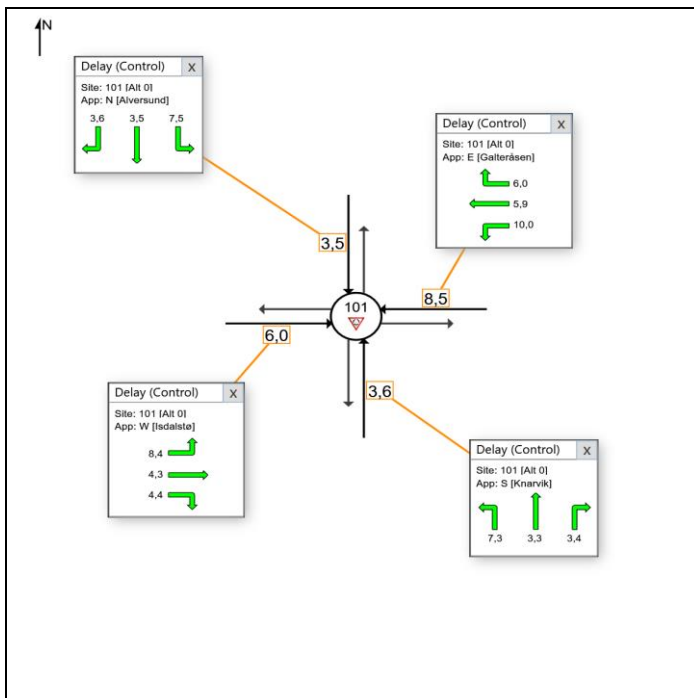 N
Delay (Control) X
Site: 101 [Alt 0]
App: N [Alversund]
3,6 3,5 7,5
Delay (Control) X
Site: 101 [Alt 0]
App: E [Galteråsen]
6,0
5,9
10,0
3,5
101
8,5
6,0
3,6
Delay (Control) X
Site: 101 [Alt 0]
App: W [Isdalstø]
8,4
4,3
4,4
Delay (Control) X
Site: 101 [Alt 0]
App: S [Knarvik]
7,3 3,3 3,4